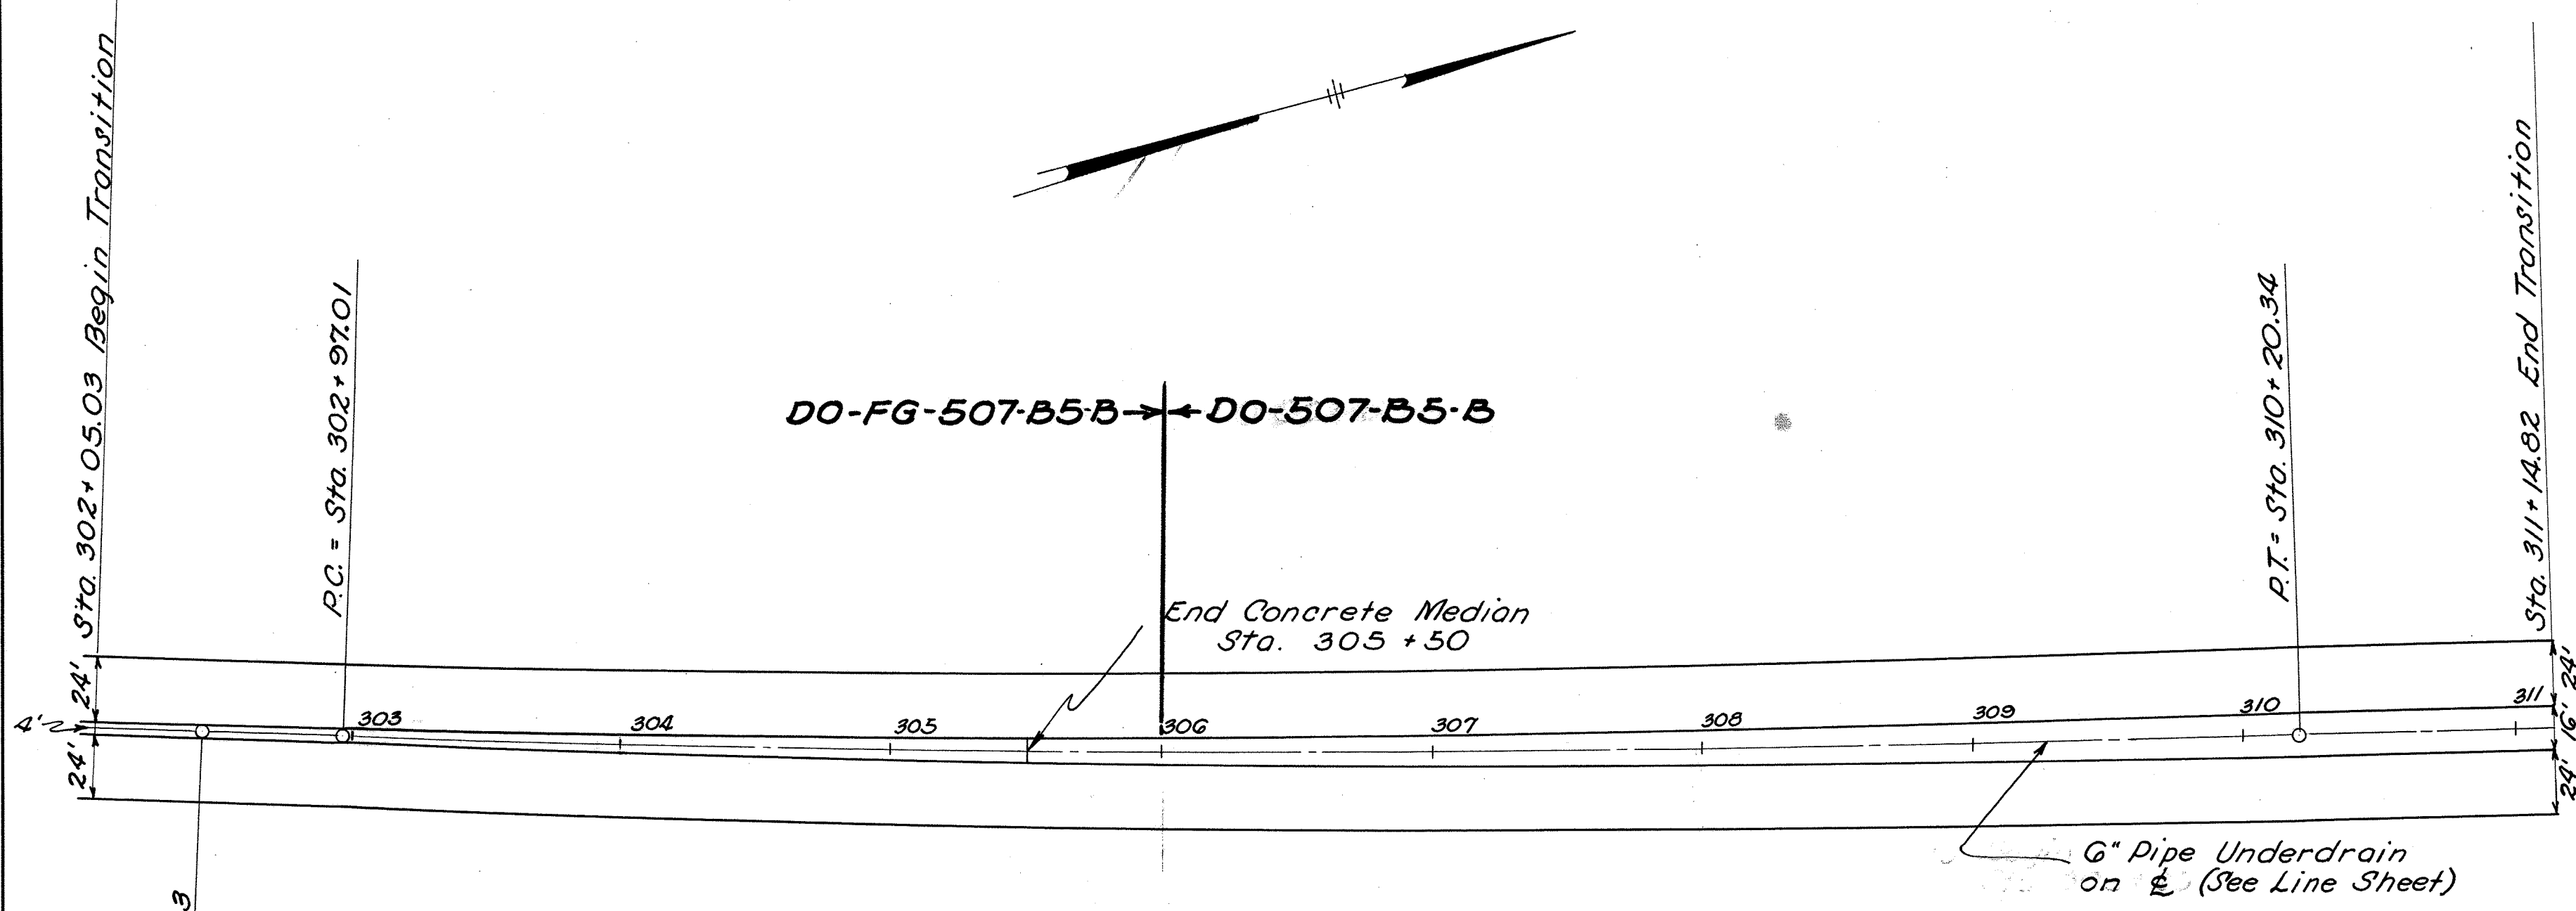 Sta. 302+05.03 Begin Transition
P.C. = Sta. 302+97.01
DO-FG-507-B5-B
DO-507-B5-B
P.T. = Sta. 310+20.34
Sta. 311+14.82 End Transition
End Concrete Median
Sta. 305+50
24'
4'
24'
303
304
305
306
307
308
309
310
311
24'
16'
24'
6" Pipe Underdrain
on ℄ (See Line Sheet)
3